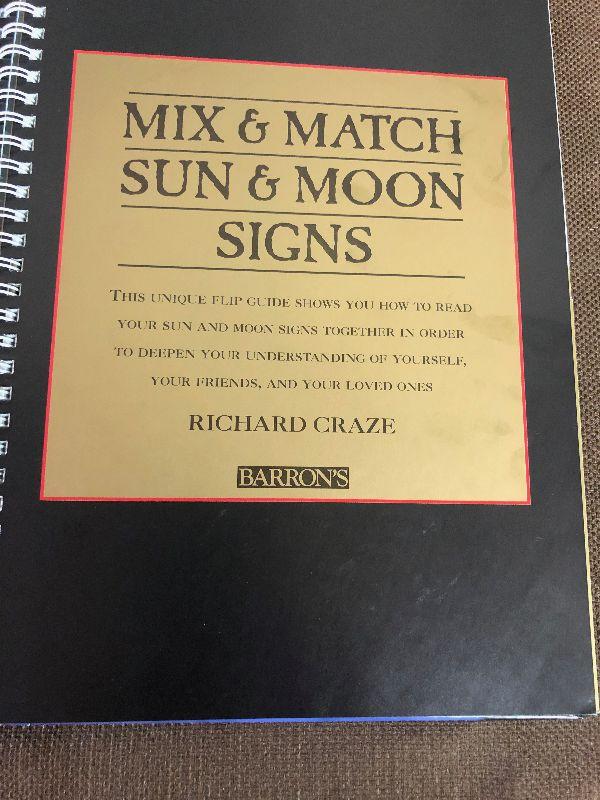 MIX & MATCH
SUN & MOON
SIGNS
THIS UNIQUE FLIP GUIDE SHOWS YOU HOW TO READ
YOUR SUN AND MOON SIGNS TOGETHER IN ORDER
TO DEEPEN YOUR UNDERSTANDING OF YOURSELF,
YOUR FRIENDS, AND YOUR LOVED ONES
RICHARD CRAZE
BARRON'S